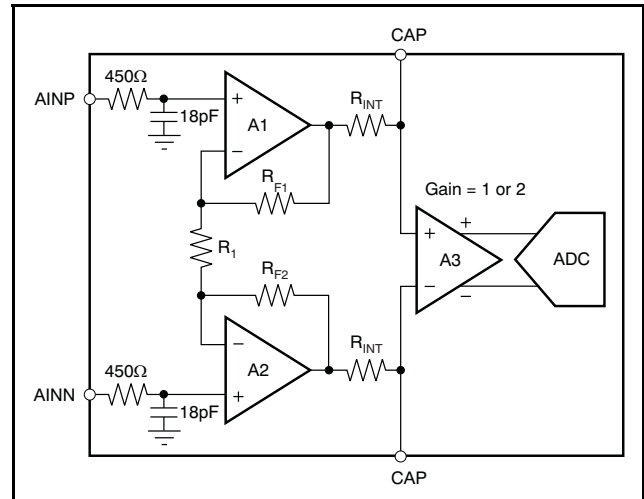 CAP
450Ω
AINP
18pF
+
A1
−
R_INT
R_F1
Gain = 1 or 2
R_1
+
A3
−
+
−
ADC
R_F2
−
A2
+
R_INT
450Ω
AINN
18pF
CAP